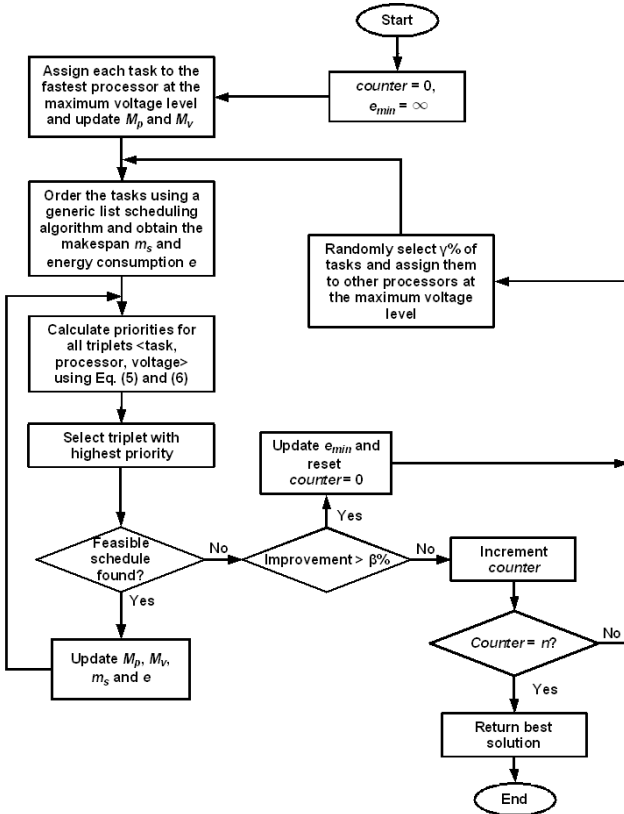 Start
counter = 0,
e_min = ∞
Assign each task to the
fastest processor at the
maximum voltage level
and update M_p and M_v
Order the tasks using a
generic list scheduling
algorithm and obtain the
makespan m_s and
energy consumption e
Randomly select γ% of
tasks and assign them
to other processors at
the maximum voltage
level
Calculate priorities for
all triplets <task,
processor, voltage>
using Eq. (5) and (6)
Select triplet with
highest priority
Update e_min and
reset
counter = 0
Yes
Feasible
schedule
found?
No
Improvement > β%
No
Increment
counter
Yes
Update M_p, M_v,
m_s and e
Counter = n?
No
Yes
Return best
solution
End